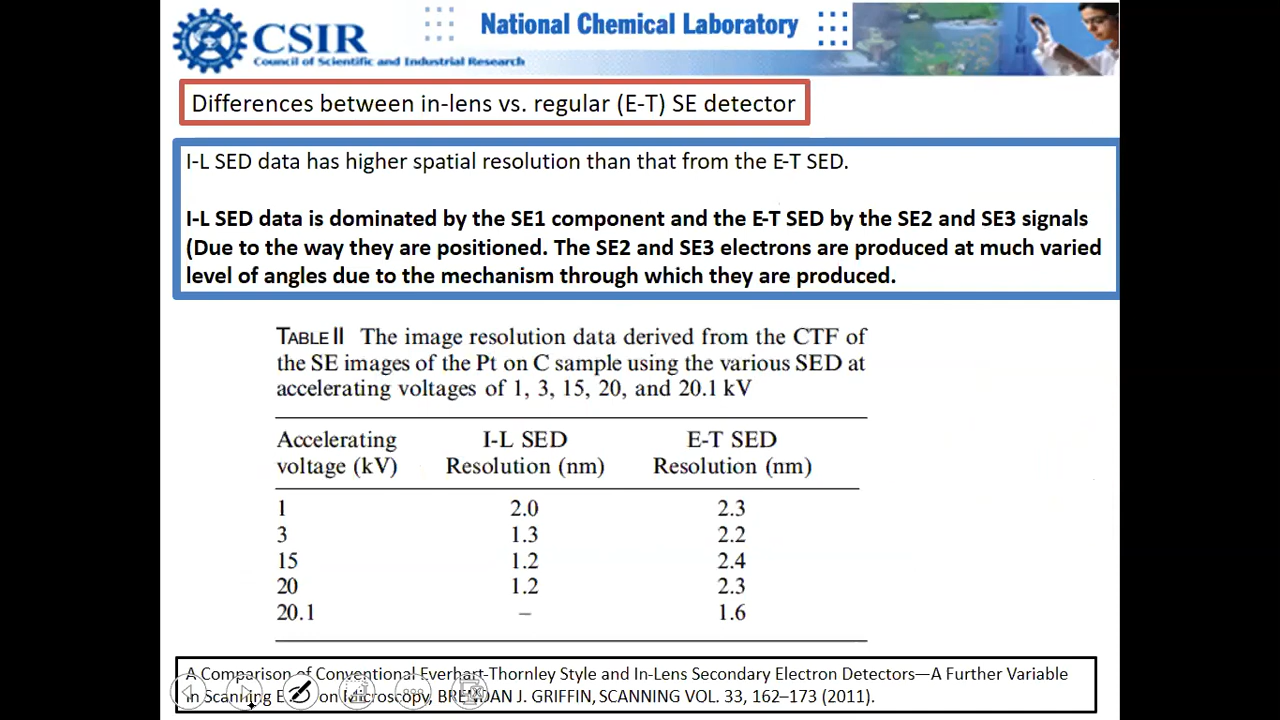 CSIR
Council of Scientific and Industrial Research
National Chemical Laboratory
Differences between in-lens vs. regular (E-T) SE detector
I-L SED data has higher spatial resolution than that from the E-T SED.
I-L SED data is dominated by the SE1 component and the E-T SED by the SE2 and SE3 signals
(Due to the way they are positioned. The SE2 and SE3 electrons are produced at much varied
level of angles due to the mechanism through which they are produced.
TABLE II The image resolution data derived from the CTF of
the SE images of the Pt on C sample using the various SED at
accelerating voltages of 1, 3, 15, 20, and 20.1 kV
Accelerating I-L SED E-T SED
voltage (kV) Resolution (nm) Resolution (nm)
1 2.0 2.3
3 1.3 2.2
15 1.2 2.4
20 1.2 2.3
20.1 – 1.6
A Comparison of Conventional Everhart-Thornley Style and In-Lens Secondary Electron Detectors—A Further Variable
in Scanning on Microscopy, BRENDAN J. GRIFFIN, SCANNING VOL. 33, 162–173 (2011).